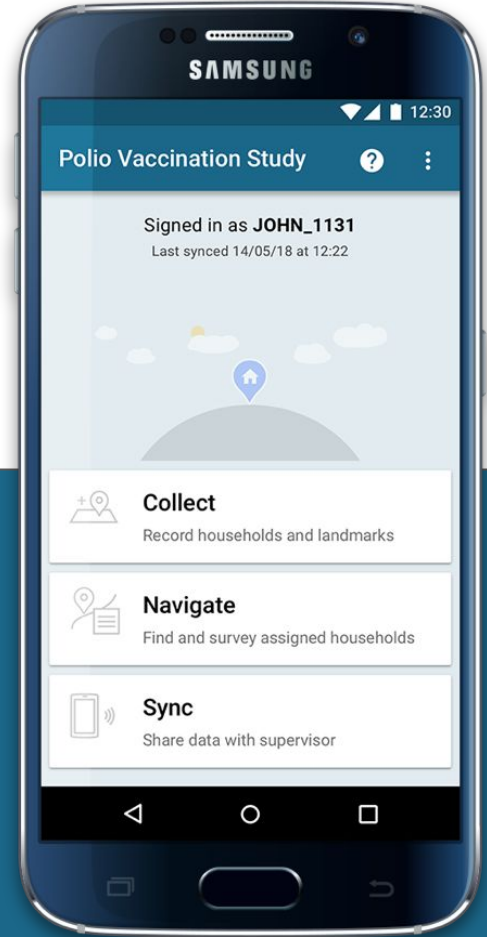 SAMSUNG
12:30
Polio Vaccination Study
Signed in as JOHN_1131
Last synced 14/05/18 at 12:22
Collect
Record households and landmarks
Navigate
Find and survey assigned households
Sync
Share data with supervisor